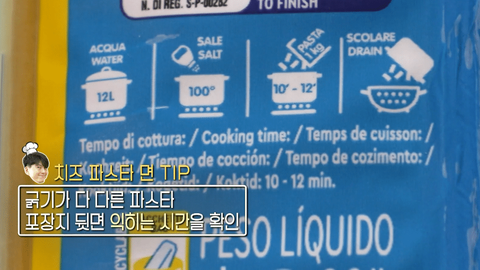 N. DI REG. S-P-00282
TO FINISH
ACQUA
WATER
12L
SALE
SALT
100°
PASTA
1kg
10’ - 12’
SCOLARE
DRAIN
Tempo di cottura: / Cooking time: / Temps de cuisson: /
/ Tiempo de cocción: / Tempo de cozimento: /
/ Koktid: 10 - 12 min.
치즈 파스타 면 TIP
굵기가 다 다른 파스타
포장지 뒷면 익히는 시간을 확인
PESO LÍQUIDO